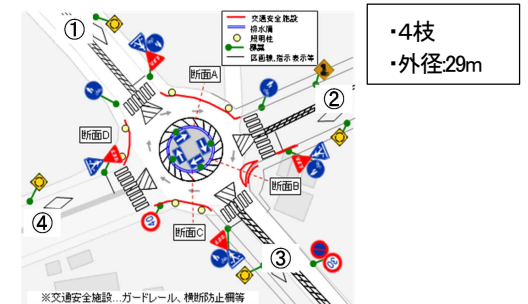 ①
交通安全施設
排水溝
照明柱
標識
区画線、指示表示等
・4枝
・外径:29m
断面A
②
断面D
断面B
④
断面C
③
※交通安全施設…ガードレール、横断防止柵等